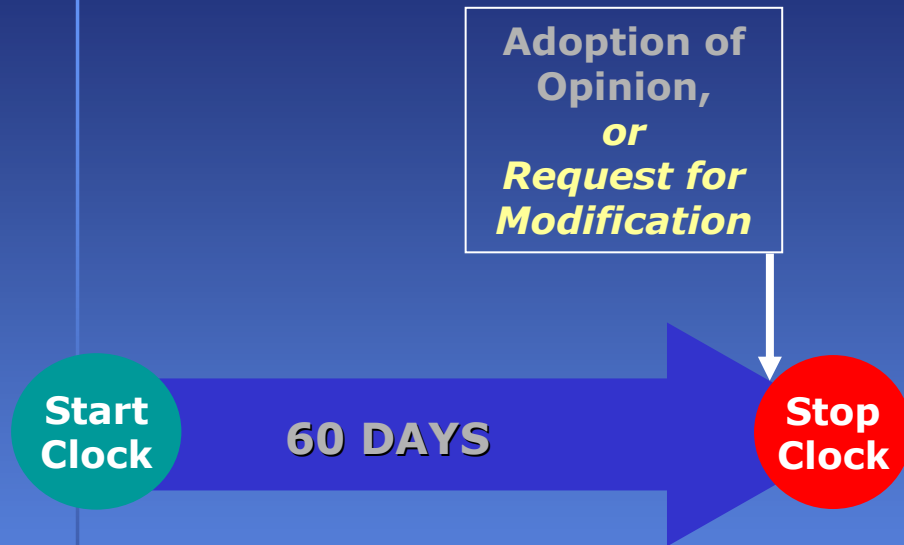 Adoption of
Opinion,
or
Request for
Modification
Start
Clock
60 DAYS
Stop
Clock